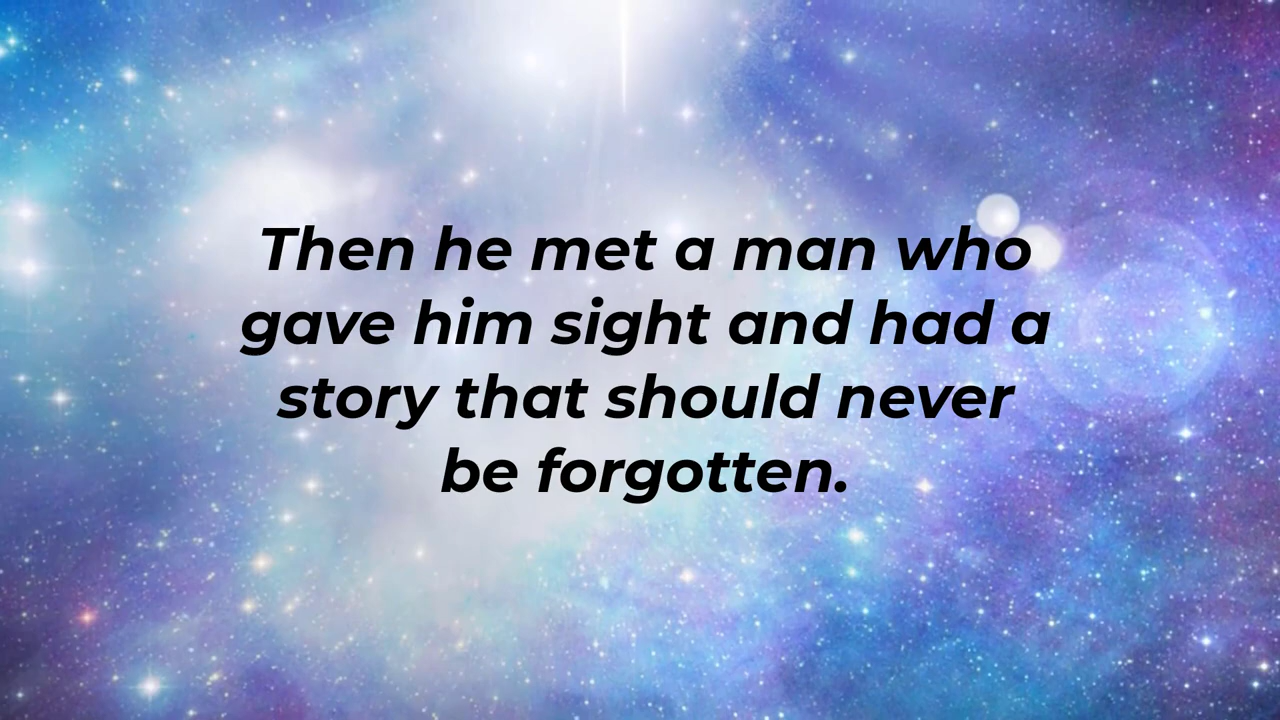 Then he met a man who
gave him sight and had a
story that should never
be forgotten.